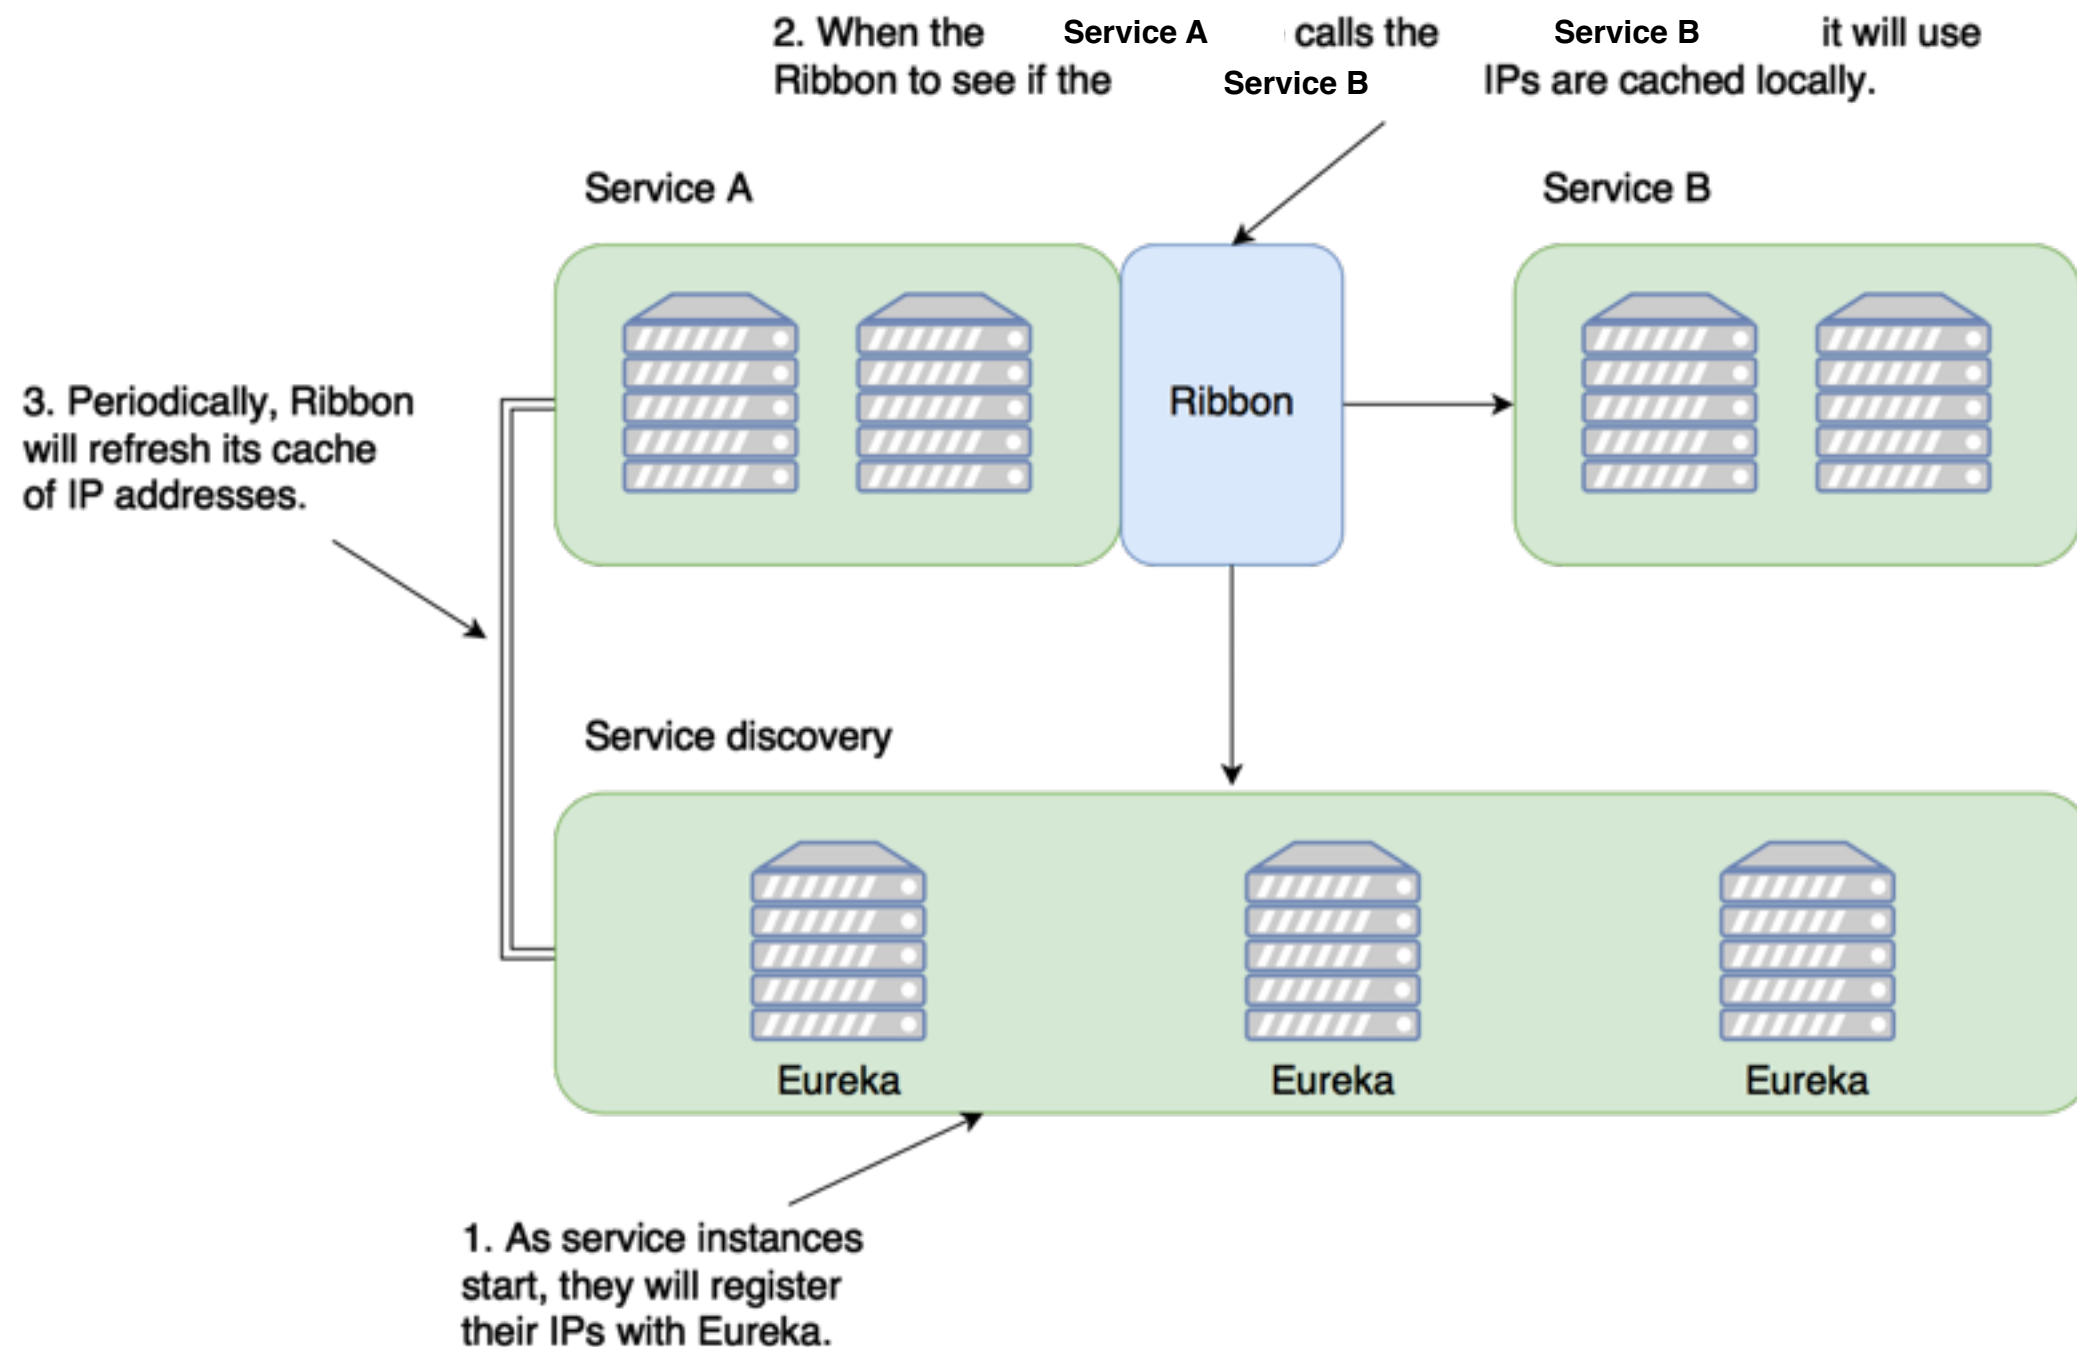 2. When the Service A calls the Service B it will use
Ribbon to see if the Service B IPs are cached locally.
Service A
Service B
Ribbon
3. Periodically, Ribbon
will refresh its cache
of IP addresses.
Service discovery
Eureka
Eureka
Eureka
1. As service instances
start, they will register
their IPs with Eureka.